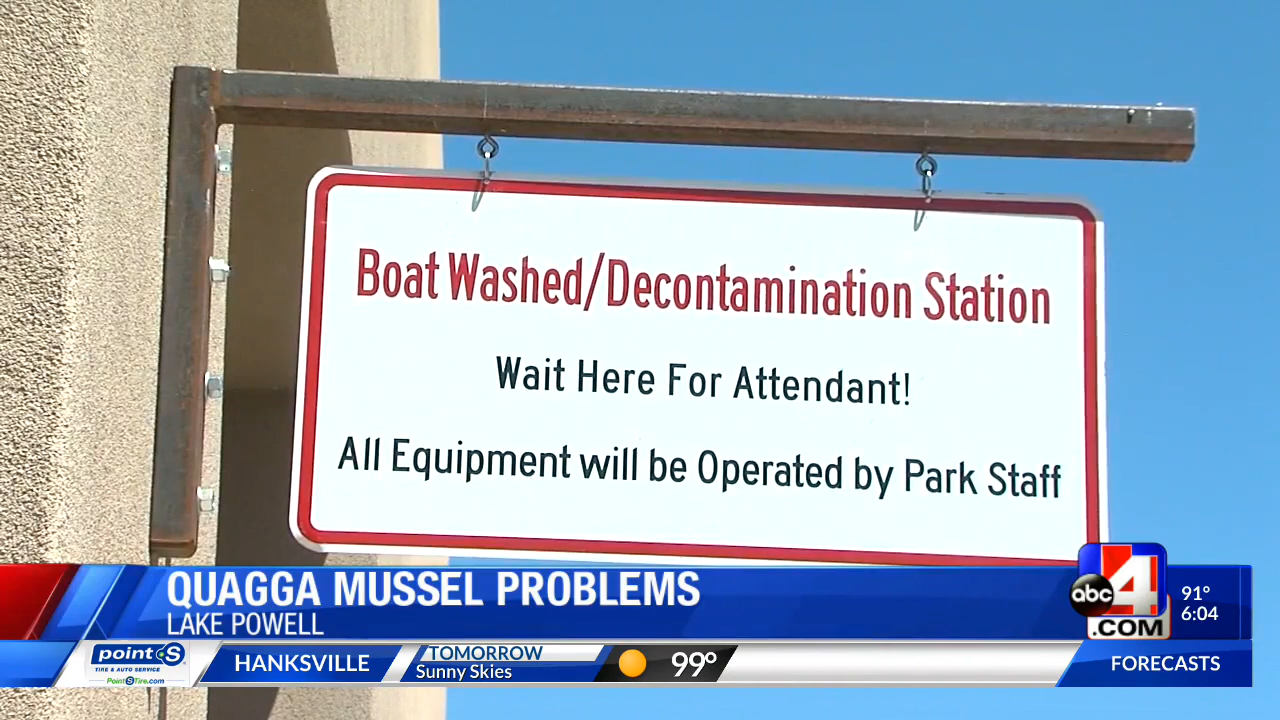 Boat Washed/Decontamination Station
Wait Here For Attendant!
All Equipment will be Operated by Park Staff
QUAGGA MUSSEL PROBLEMS
LAKE POWELL
abc 4
.COM
91°
6:04
point S
TIRE & AUTO SERVICE
PointSTire.com
HANKSVILLE
TOMORROW
Sunny Skies
99°
FORECASTS